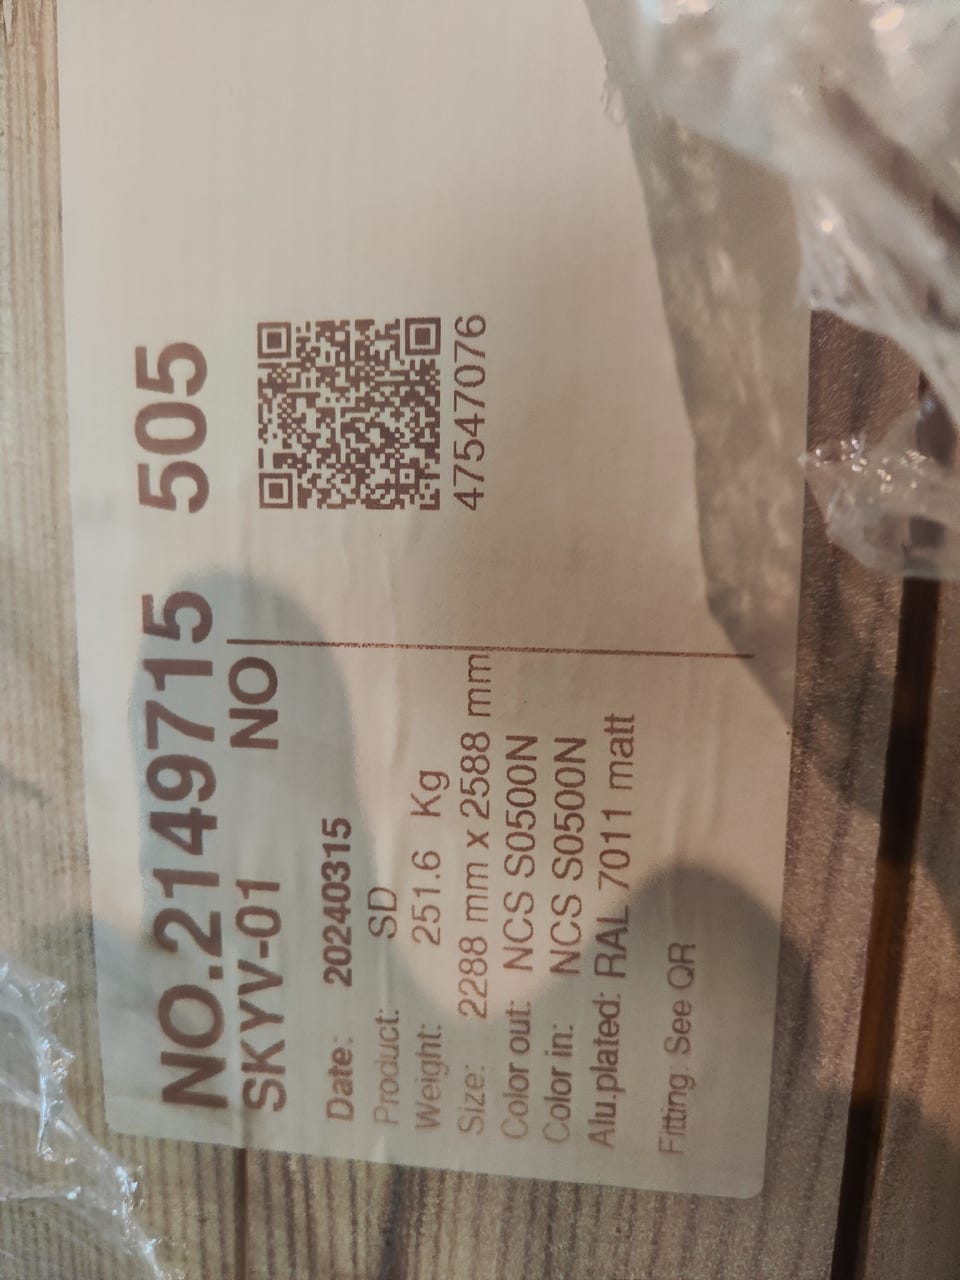 NO.2149715 505
SKYV-01 NO
Date: 20240315
Product: SD
Weight: 251.6 Kg
Size: 2288 mm x 2588 mm
Color out: NCS S0500N
Color in: NCS S0500N
Alu.plated: RAL 7011 matt
Fitting: See QR
47547076